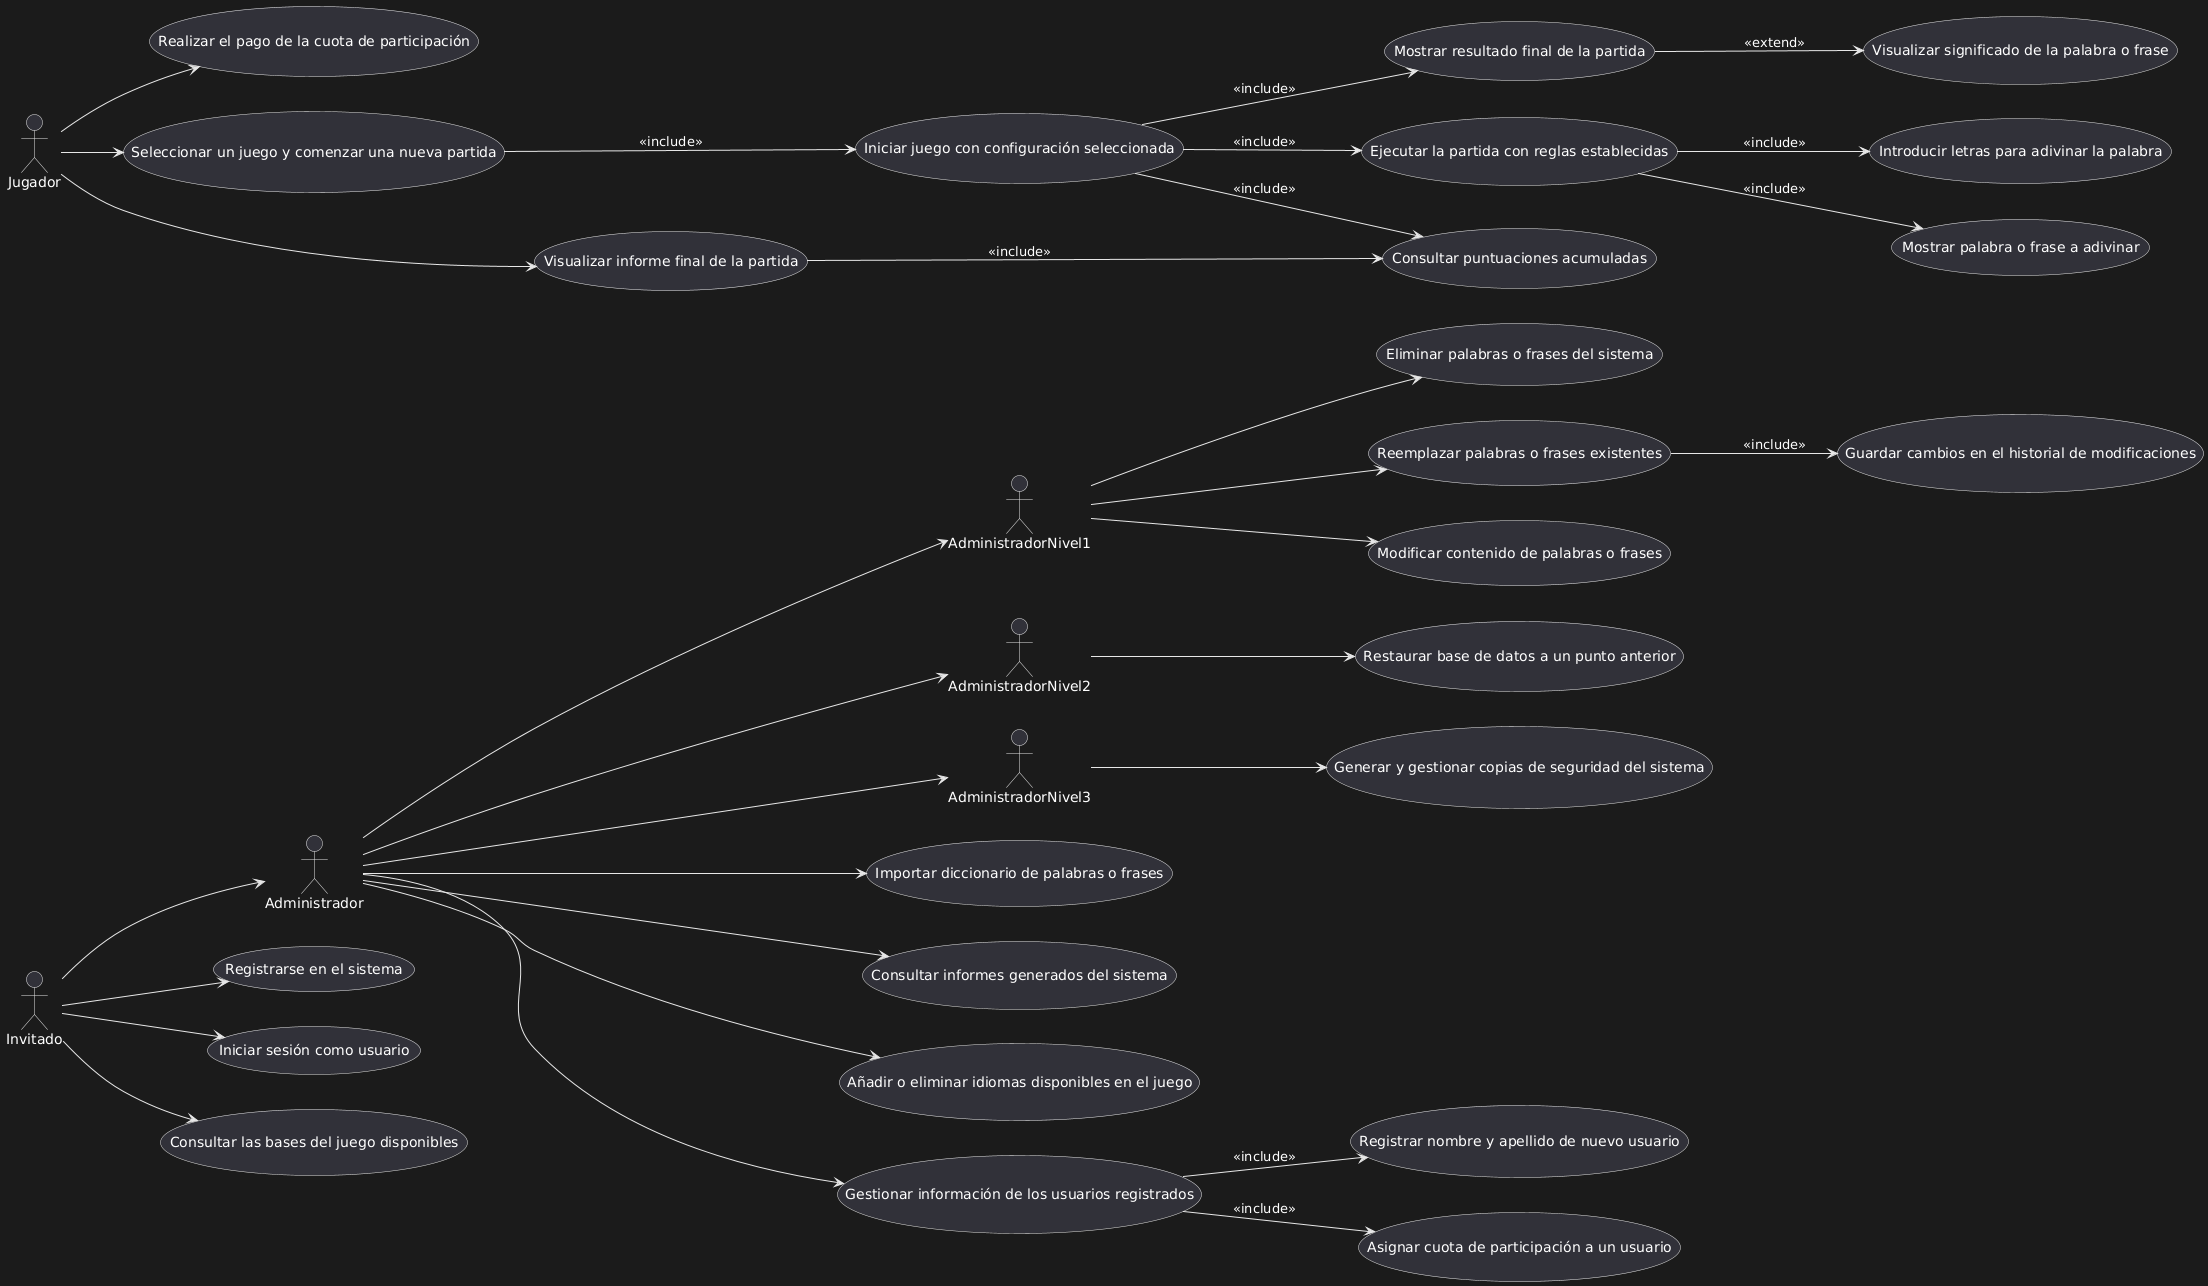 Realizar el pago de la cuota de participación
Jugador
Seleccionar un juego y comenzar una nueva partida
«include»
Iniciar juego con configuración seleccionada
«include»
Mostrar resultado final de la partida
«extend»
Visualizar significado de la palabra o frase
«include»
Ejecutar la partida con reglas establecidas
«include»
Introducir letras para adivinar la palabra
«include»
«include»
Mostrar palabra o frase a adivinar
Visualizar informe final de la partida
«include»
Consultar puntuaciones acumuladas
Eliminar palabras o frases del sistema
Reemplazar palabras o frases existentes
«include»
Guardar cambios en el historial de modificaciones
AdministradorNivel1
Modificar contenido de palabras o frases
AdministradorNivel2
Restaurar base de datos a un punto anterior
AdministradorNivel3
Generar y gestionar copias de seguridad del sistema
Administrador
Importar diccionario de palabras o frases
Consultar informes generados del sistema
Registrarse en el sistema
Invitado
Iniciar sesión como usuario
Añadir o eliminar idiomas disponibles en el juego
Consultar las bases del juego disponibles
Gestionar información de los usuarios registrados
«include»
Registrar nombre y apellido de nuevo usuario
«include»
Asignar cuota de participación a un usuario